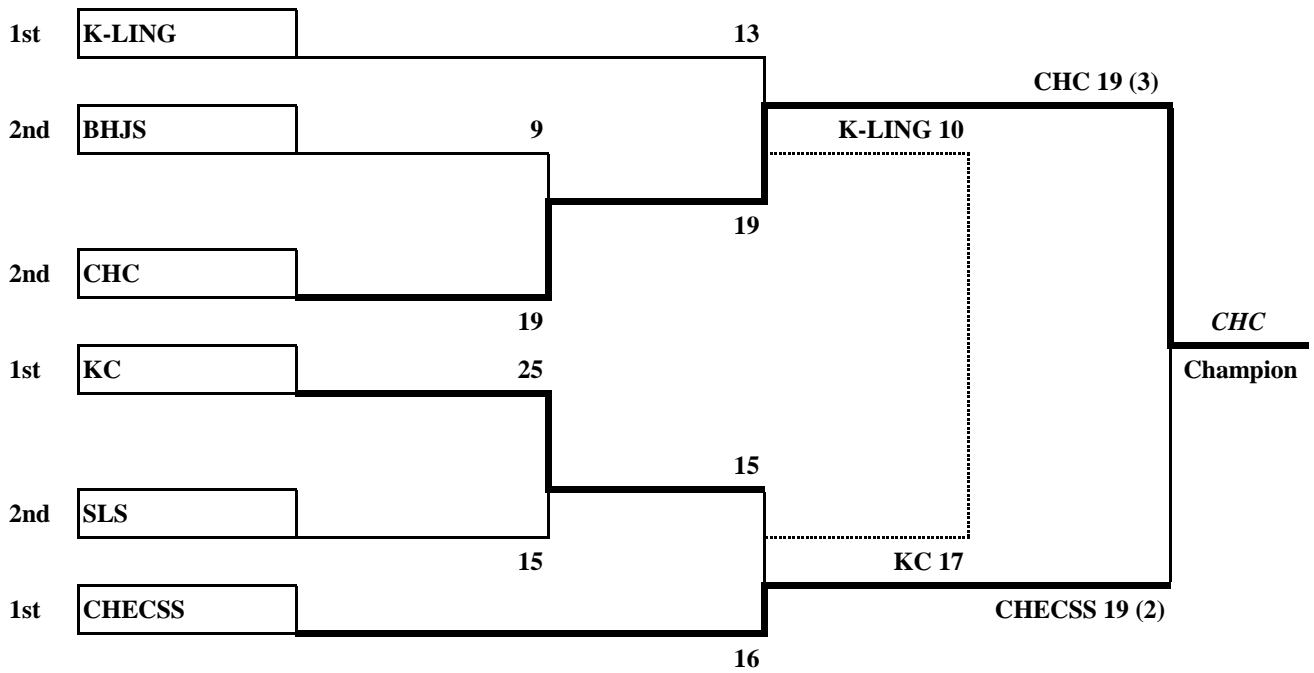 1st K-LING 13
CHC 19 (3)
2nd BHJS 9 K-LING 10
19
2nd CHC
19
CHC
1st KC 25
Champion
15
2nd SLS
15 KC 17
1st CHECSS
CHECSS 19 (2)
16